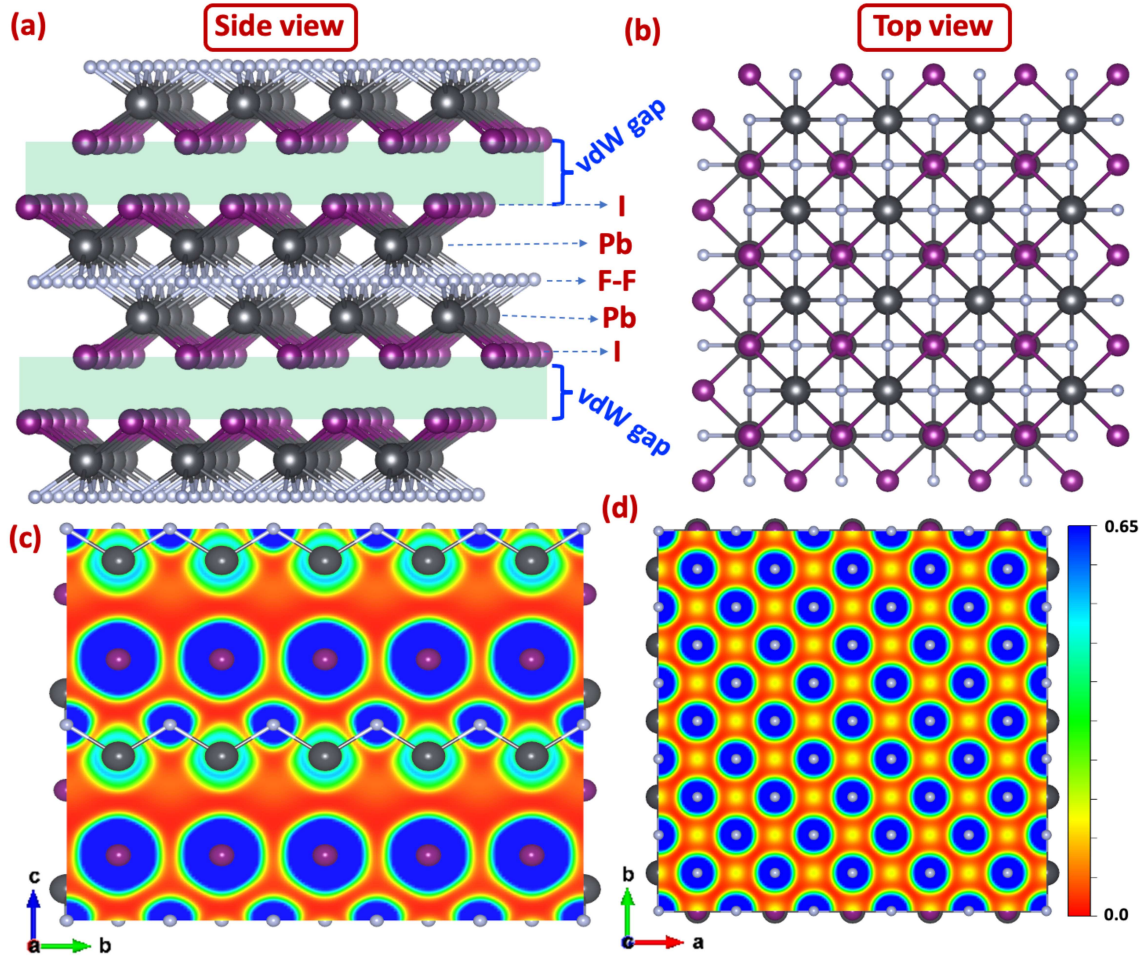 (a)
Side view
(b)
Top view
vdW gap
I
Pb
F-F
Pb
I
vdW gap
(c)
(d)
0.65
0.0
c
a
b
b
c
a